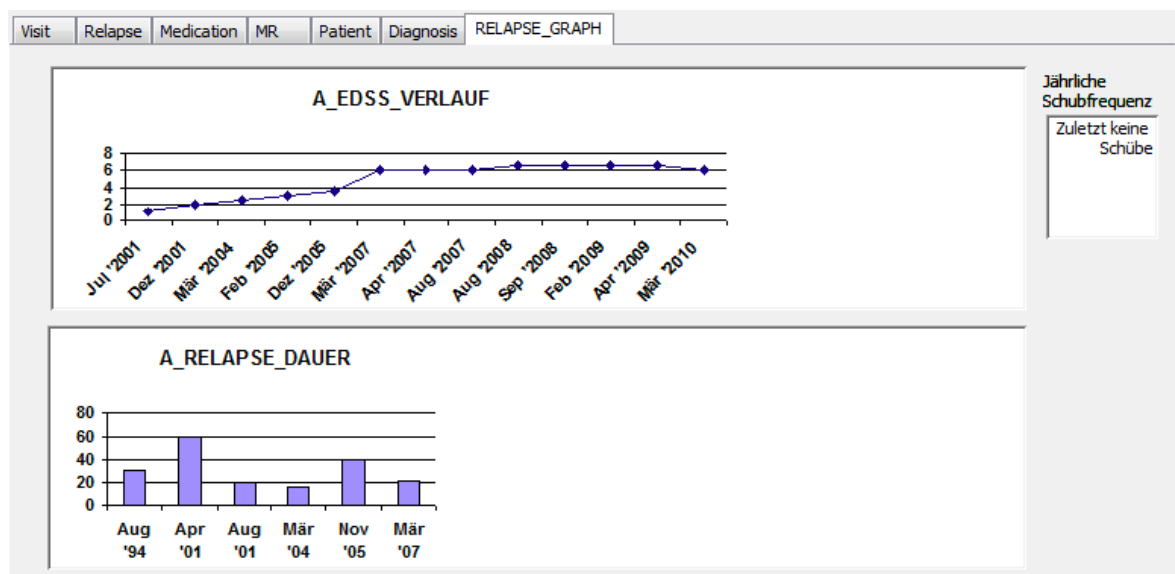 Visit Relapse Medication MR Patient Diagnosis RELAPSE_GRAPH
A_EDSS_VERLAUF
8
6
4
2
0
Jul '2001 Dez '2001 Mär '2004 Feb '2005 Dez '2005 Mär '2007 Apr '2007 Aug '2007 Aug '2008 Sep '2008 Feb '2009 Apr '2009 Mär '2010
Jährliche
Schubfrequenz
Zuletzt keine
Schübe
A_RELAPSE_DAUER
80
60
40
20
0
Aug Apr Aug Mär Nov Mär
'94 '01 '01 '04 '05 '07